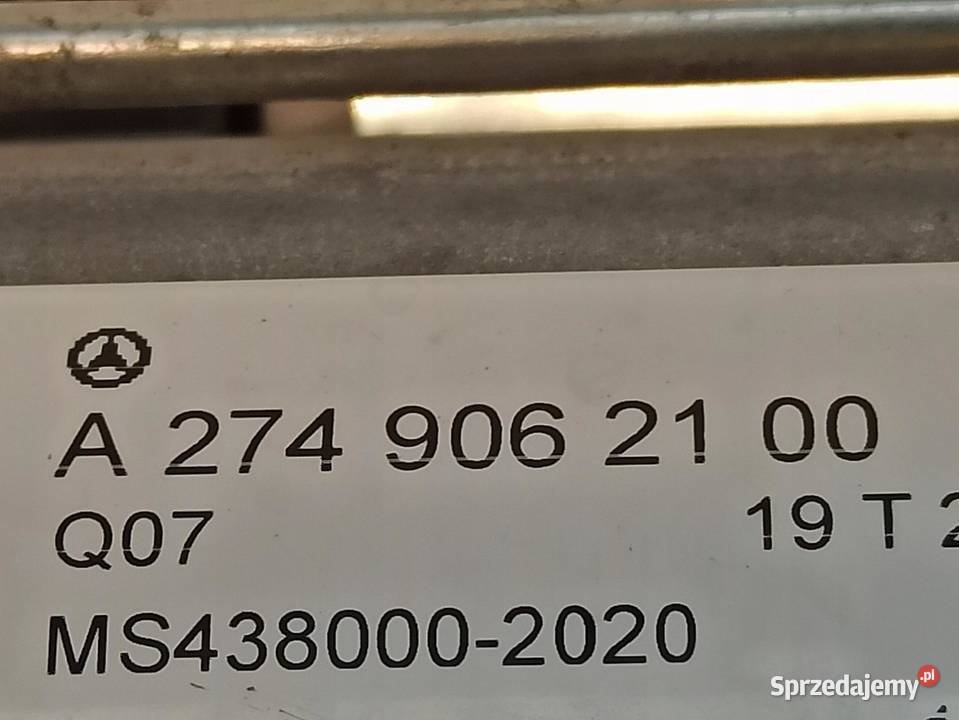 A 274 906 21 00
Q07 19 T
MS438000-2020
Sprzedajemy.pl